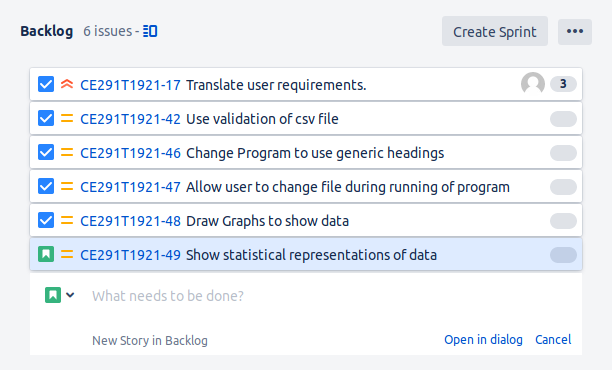 Backlog 6 issues - Create Sprint •••
CE291T1921-17 Translate user requirements. 3
CE291T1921-42 Use validation of csv file
CE291T1921-46 Change Program to use generic headings
CE291T1921-47 Allow user to change file during running of program
CE291T1921-48 Draw Graphs to show data
CE291T1921-49 Show statistical representations of data
What needs to be done?
New Story in Backlog Open in dialog Cancel